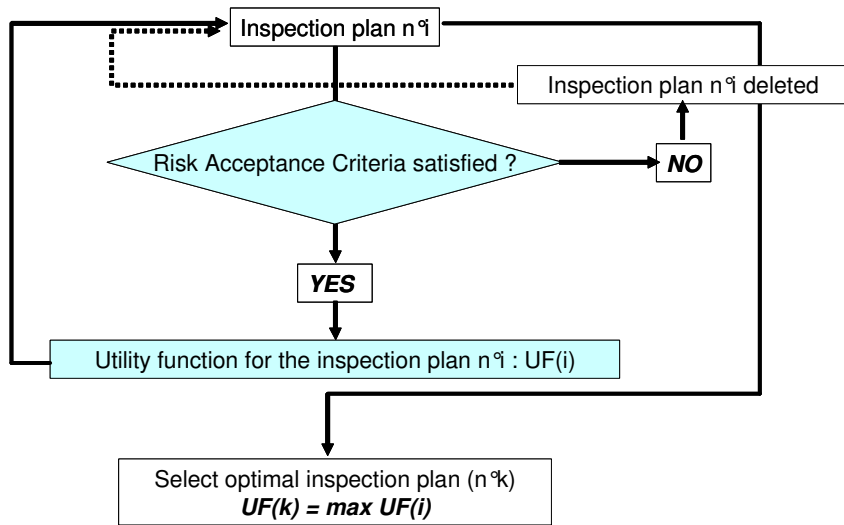 Inspection plan n°i
Inspection plan n°i deleted
Risk Acceptance Criteria satisfied ?
NO
YES
Utility function for the inspection plan n°i : UF(i)
Select optimal inspection plan (n°k)
UF(k) = max UF(i)